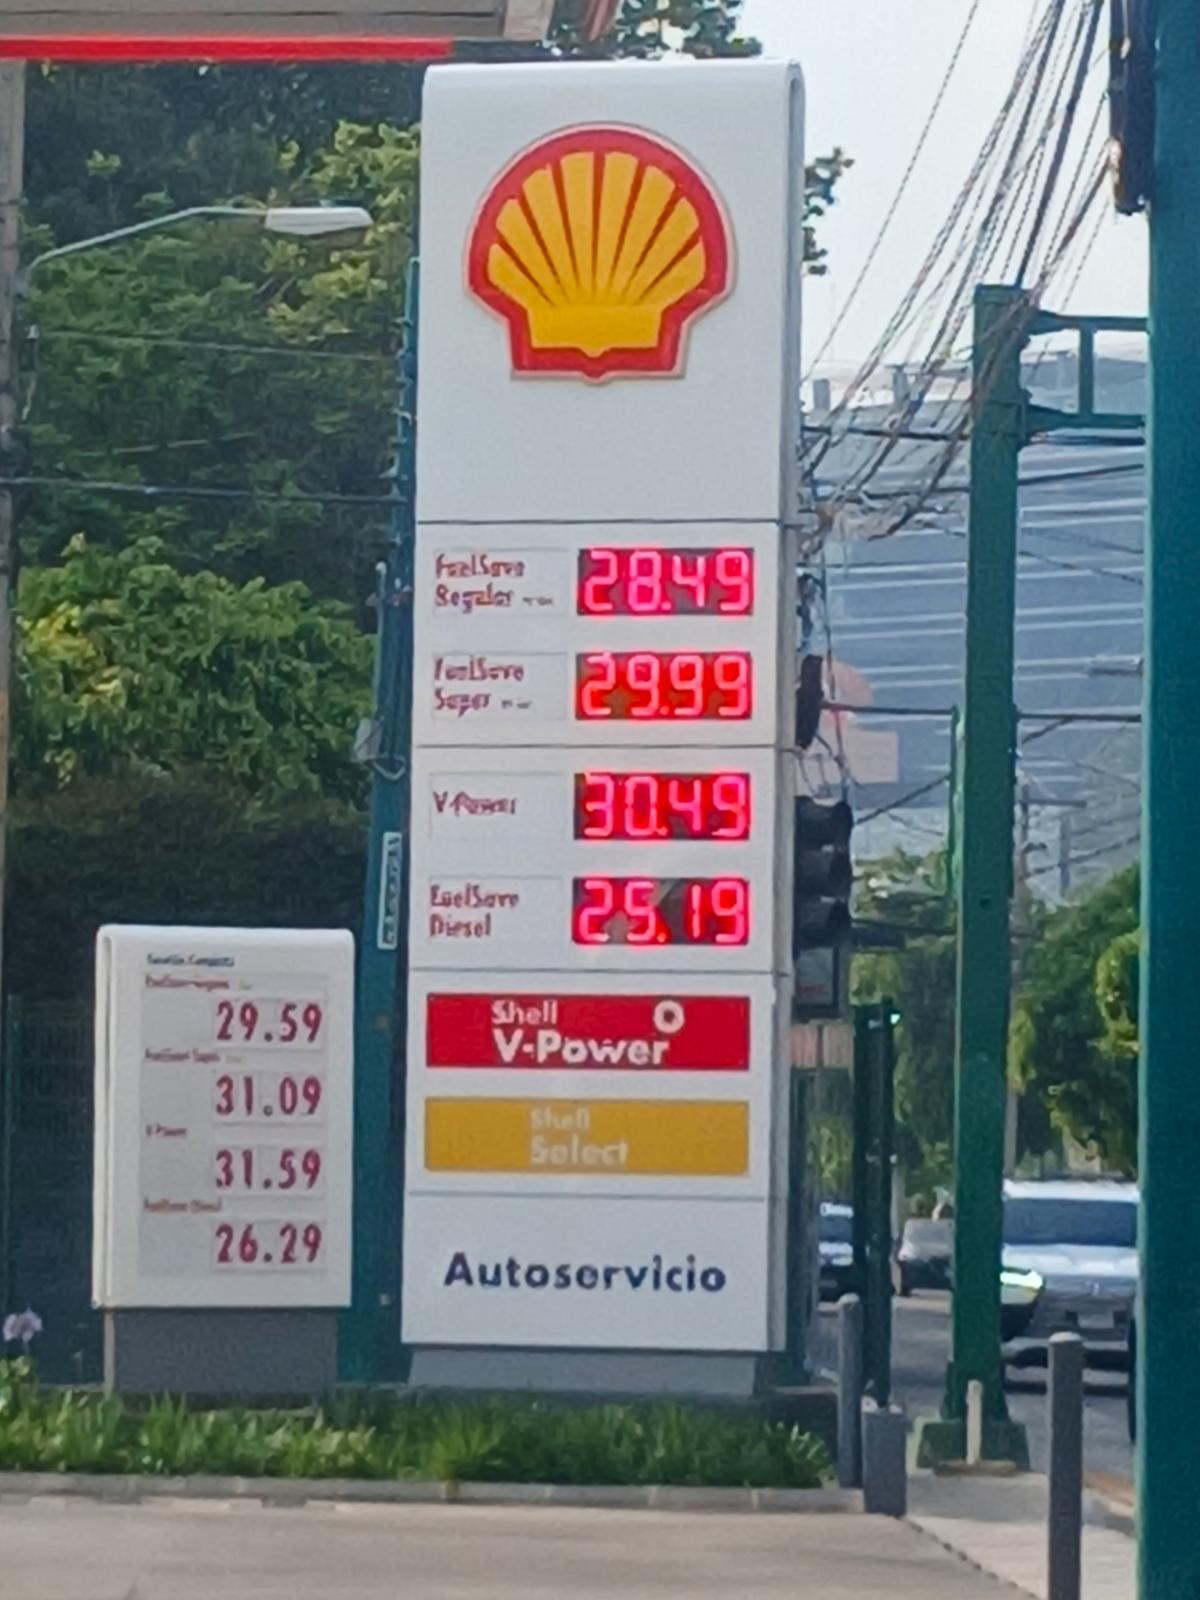 FuelSave
Regular
28.49
FuelSave
Super
29.99
V-Power
30.49
FuelSave
Diesel
25.19
Shell
V-Power
Shell
Select
Autoservicio
29.59
31.09
V-Power
31.59
26.29